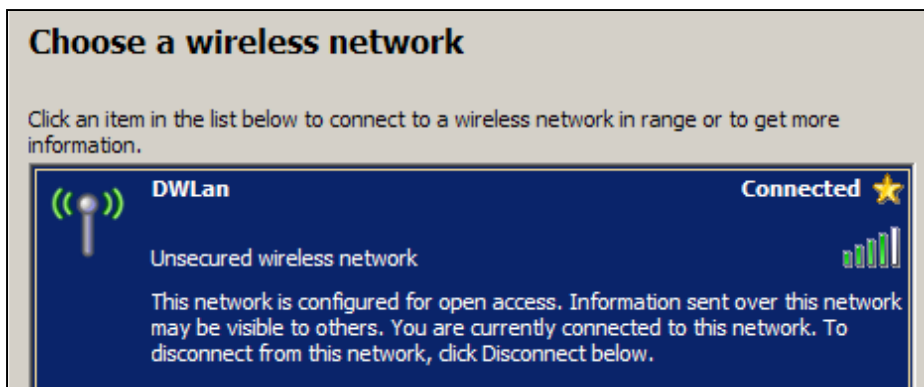 Choose a wireless network
Click an item in the list below to connect to a wireless network in range or to get more
information.
DWLan Connected
Unsecured wireless network
This network is configured for open access. Information sent over this network
may be visible to others. You are currently connected to this network. To
disconnect from this network, click Disconnect below.